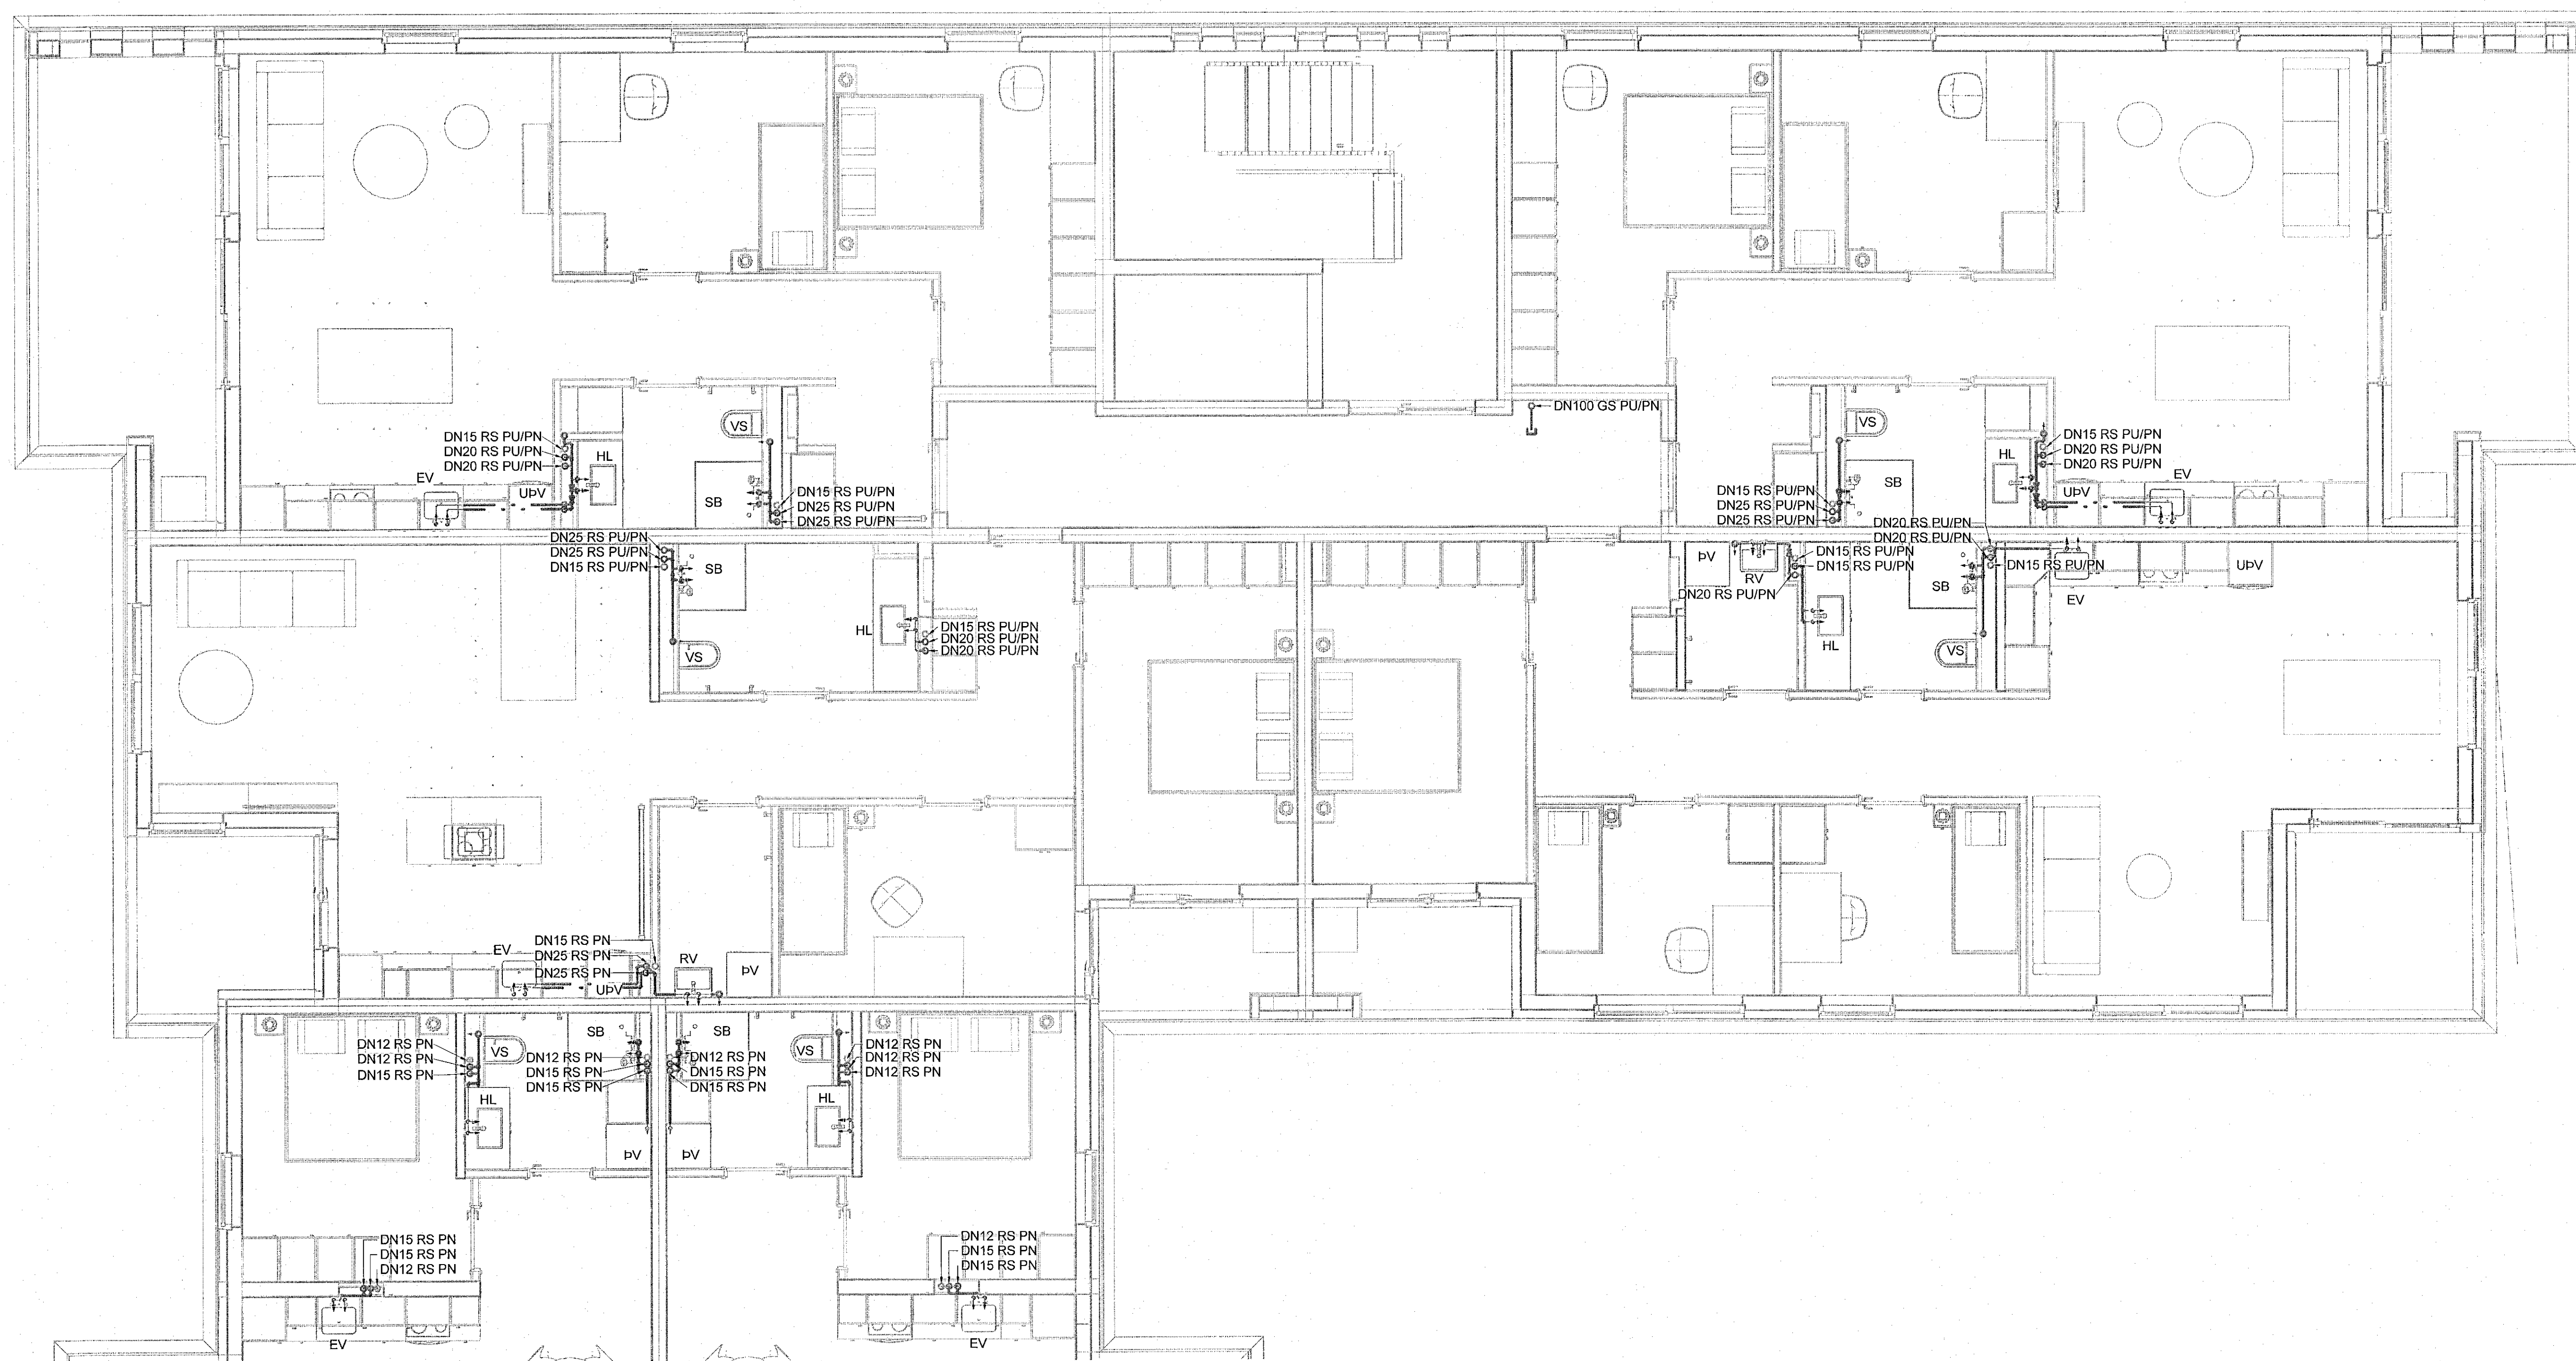 DN100 GS PU/PN
VS
DN15 RS PU/PN
DN20 RS PU/PN
DN20 RS PU/PN
HL
EV
UÞV
SB
DN15 RS PU/PN
DN25 RS PU/PN
DN25 RS PU/PN
VS
DN15 RS PU/PN
DN20 RS PU/PN
DN20 RS PU/PN
HL
EV
UÞV
SB
DN15 RS PU/PN
DN25 RS PU/PN
DN25 RS PU/PN
DN25 RS PU/PN
DN25 RS PU/PN
DN15 RS PU/PN
SB
HL
DN15 RS PU/PN
DN20 RS PU/PN
DN20 RS PU/PN
VS
DN20 RS PU/PN
DN20 RS PU/PN
ÞV
RV
DN15 RS PU/PN
DN15 RS PU/PN
DN20 RS PU/PN
SB
DN15 RS PU/PN
UÞV
EV
HL
VS
DN15 RS PN
DN25 RS PN
DN25 RS PN
EV
UÞV
RV
ÞV
DN12 RS PN
DN12 RS PN
DN15 RS PN
VS
SB
DN12 RS PN
DN15 RS PN
DN15 RS PN
SB
DN12 RS PN
DN15 RS PN
DN15 RS PN
VS
DN12 RS PN
DN12 RS PN
DN12 RS PN
HL
HL
ÞV
ÞV
DN15 RS PN
DN15 RS PN
DN12 RS PN
DN12 RS PN
DN15 RS PN
DN15 RS PN
EV
EV